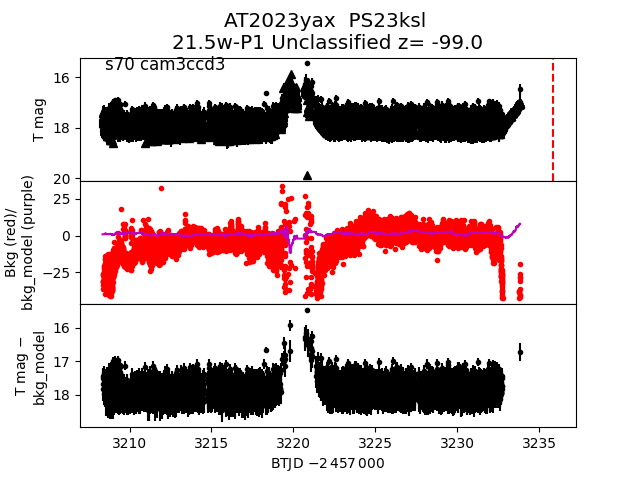 AT2023yax  PS23ksl
21.5w-P1 Unclassified z= -99.0
s70 cam3ccd3
T mag
16
18
20
Bkg (red)/
bkg_model (purple)
25
0
−25
T mag −
bkg_model
16
17
18
3210 3215 3220 3225 3230 3235
BTJD −2 457 000